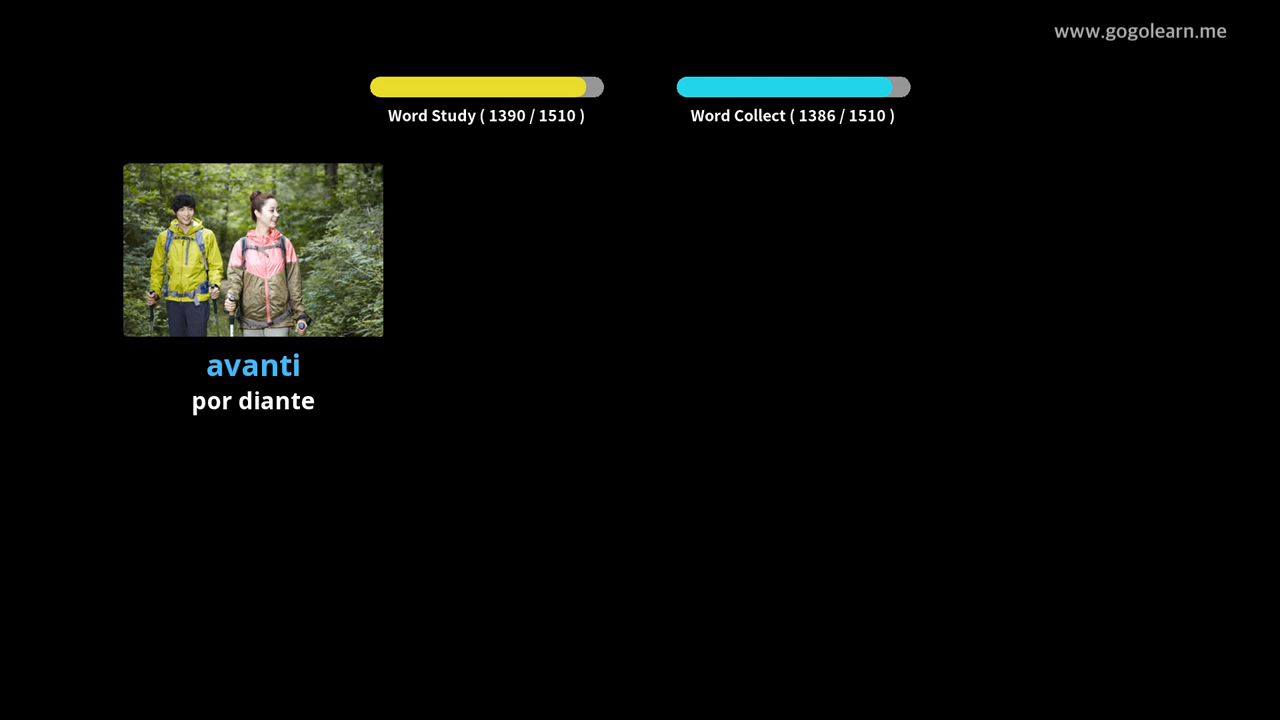 www.gogolearn.me
Word Study ( 1390 / 1510 )
Word Collect ( 1386 / 1510 )
avanti
por diante